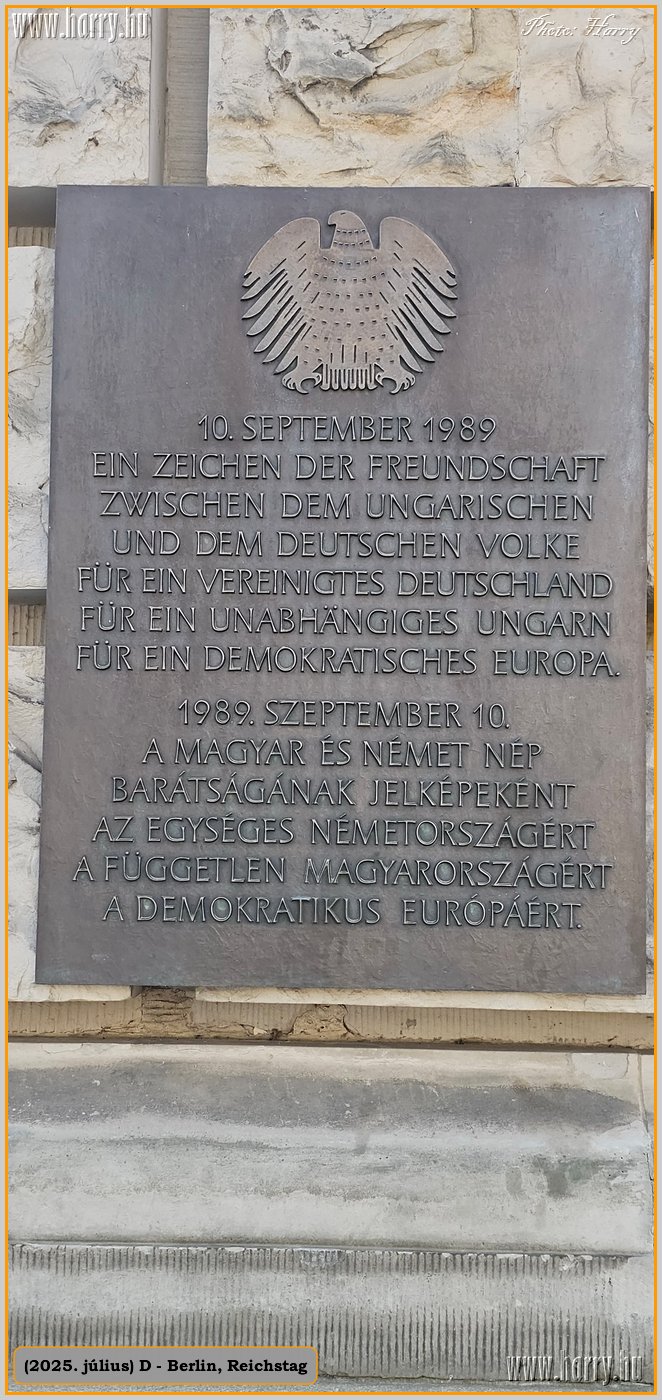 www.harry.hu
Photo: Harry
10. SEPTEMBER 1989
EIN ZEICHEN DER FREUNDSCHAFT
ZWISCHEN DEM UNGARISCHEN
UND DEM DEUTSCHEN VOLKE
FÜR EIN VEREINIGTES DEUTSCHLAND
FÜR EIN UNABHÄNGIGES UNGARN
FÜR EIN DEMOKRATISCHES EUROPA.
1989. SZEPTEMBER 10.
A MAGYAR ÉS NÉMET NÉP
BARÁTSÁGÁNAK JELKÉPEKÉNT
AZ EGYSÉGES NÉMETORSZÁGÉRT
A FÜGGETLEN MAGYARORSZÁGÉRT
A DEMOKRATIKUS EURÓPÁÉRT.
(2025. július) D - Berlin, Reichstag
www.harry.hu